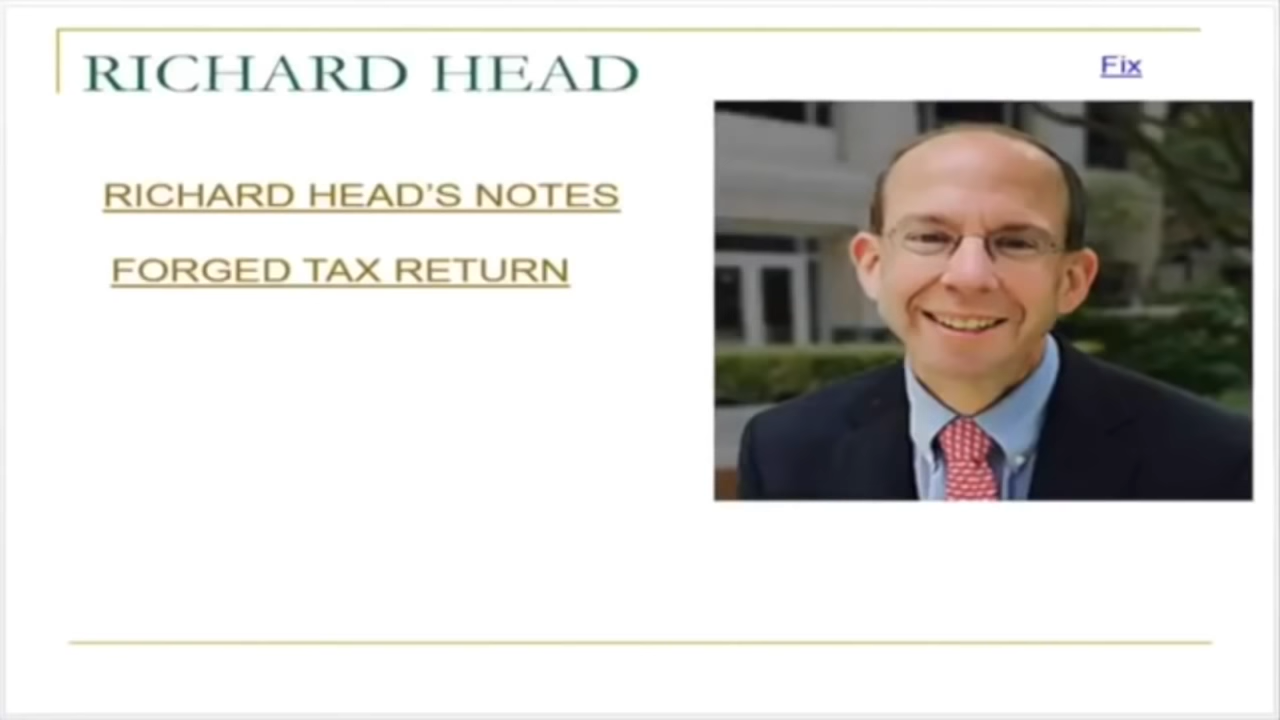 RICHARD HEAD
Fix
RICHARD HEAD’S NOTES
FORGED TAX RETURN